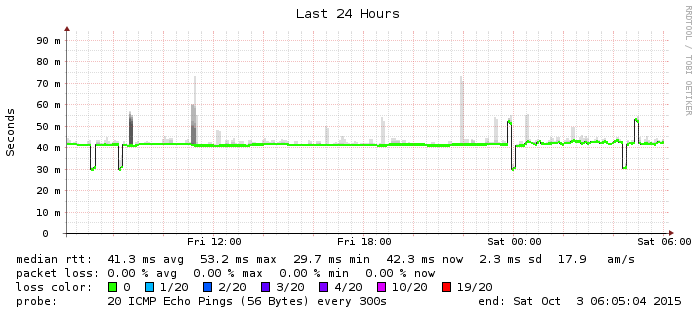 Last 24 Hours
RRDTOOL / TOBI OETIKER
Seconds
90 m
80 m
70 m
60 m
50 m
40 m
30 m
20 m
10 m
0
Fri 12:00 Fri 18:00 Sat 00:00 Sat 06:00
median rtt: 41.3 ms avg 53.2 ms max 29.7 ms min 42.3 ms now 2.3 ms sd 17.9 am/s
packet loss: 0.00 % avg 0.00 % max 0.00 % min 0.00 % now
loss color: 0 1/20 2/20 3/20 4/20 10/20 19/20
probe: 20 ICMP Echo Pings (56 Bytes) every 300s end: Sat Oct 3 06:05:04 2015